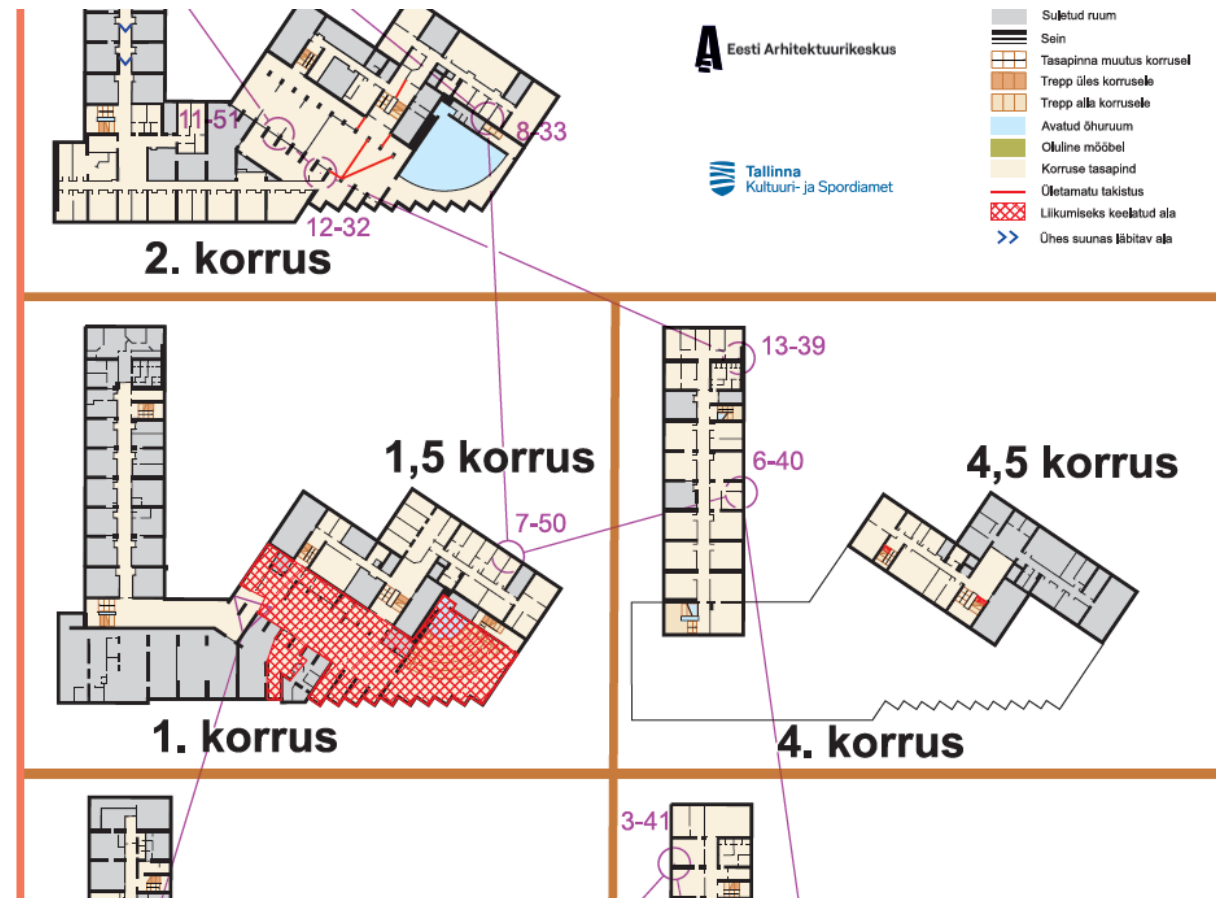 Suletud ruum
Sein
Tasapinna muutus korrusel
Trepp üles korrusele
Trepp alla korrusele
Avatud õhuruum
Oluline mööbel
Korruse tasapind
Ületamatu takistus
Liikumiseks keelatud ala
Ühes suunas läbitav ala
Eesti Arhitektuurikeskus
Tallinna
Kultuuri- ja Spordiamet
11-51
8-33
12-32
2. korrus
13-39
1,5 korrus
6-40
4,5 korrus
7-50
1. korrus
4. korrus
3-41